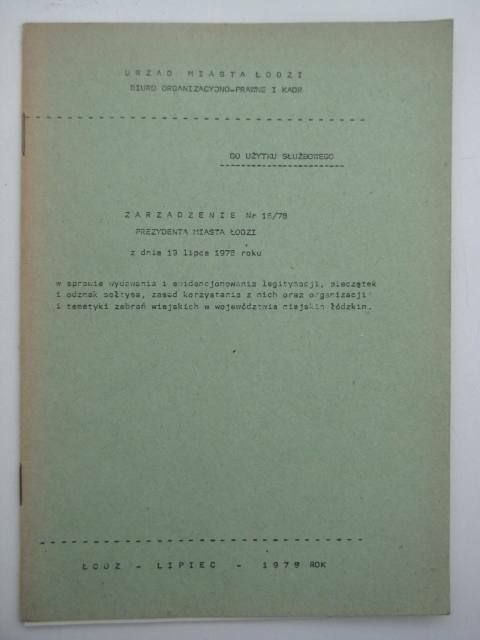 URZĄD MIASTA ŁODZI
BIURO ORGANIZACYJNO-PRAWNE I KADR
DO UŻYTKU SŁUŻBOWEGO
ZARZĄDZENIE Nr 16/79
PREZYDENTA MIASTA ŁODZI
z dnia 19 lipca 1979 roku
w sprawie wydawania i ewidencjonowania legitymacji, pieczątek
i odznak sołtysa, zasad korzystania z nich oraz organizacji
i tematyki zebrań wiejskich w województwie miejskim łódzkim.
ŁÓDŹ - LIPIEC - 1979 ROK